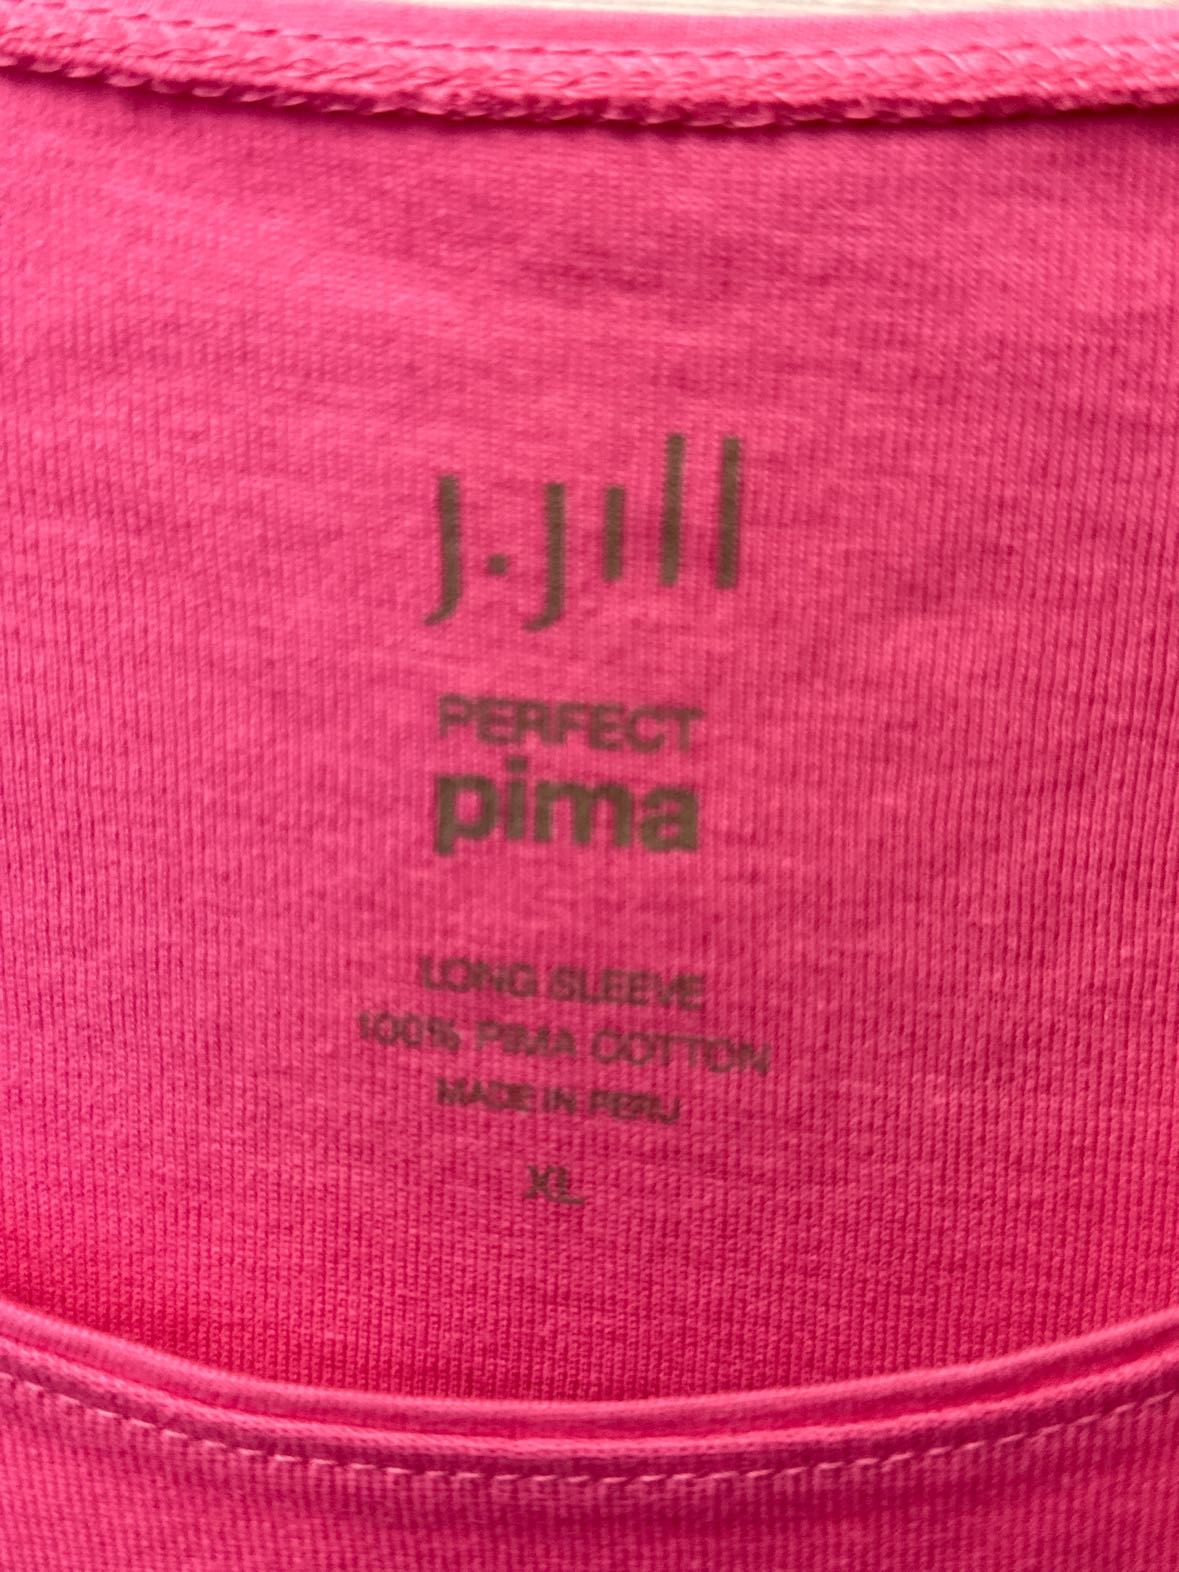 J.Jill
PERFECT
pima
LONG SLEEVE
100% PIMA COTTON
MADE IN PERU
XL